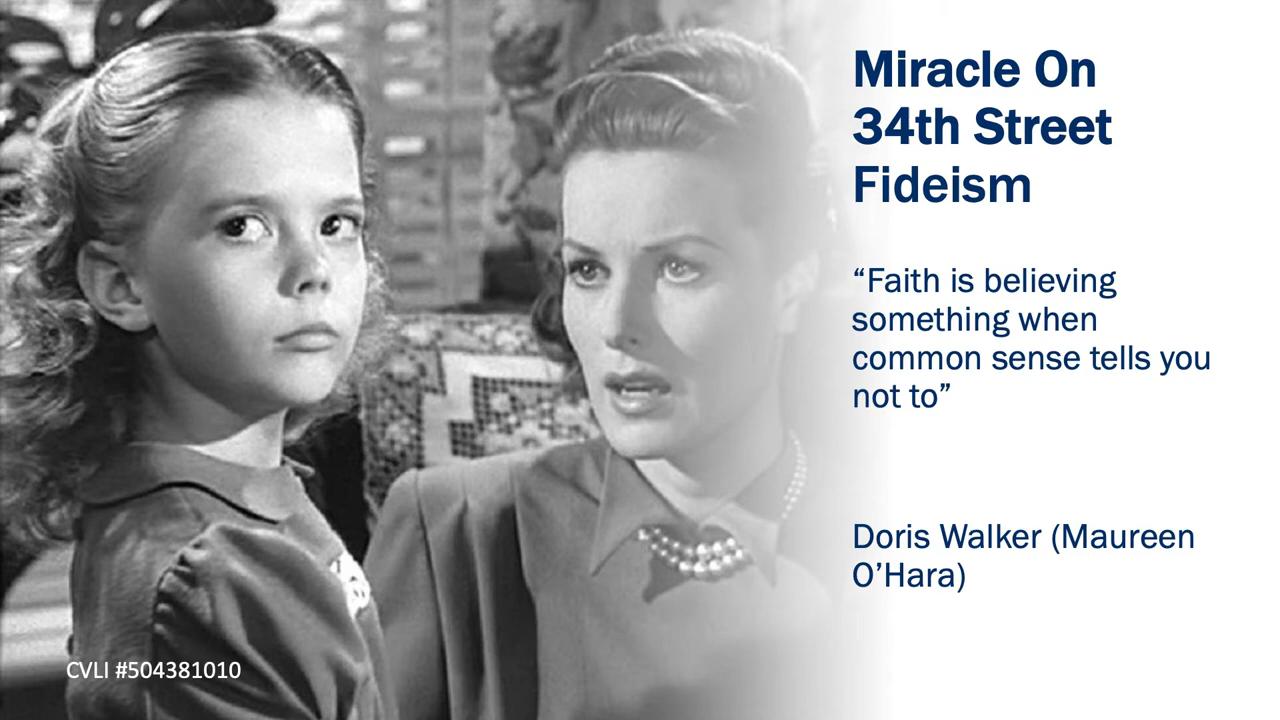 Miracle On
34th Street
Fideism
“Faith is believing
something when
common sense tells you
not to”
Doris Walker (Maureen
O’Hara)
CVLI #504381010